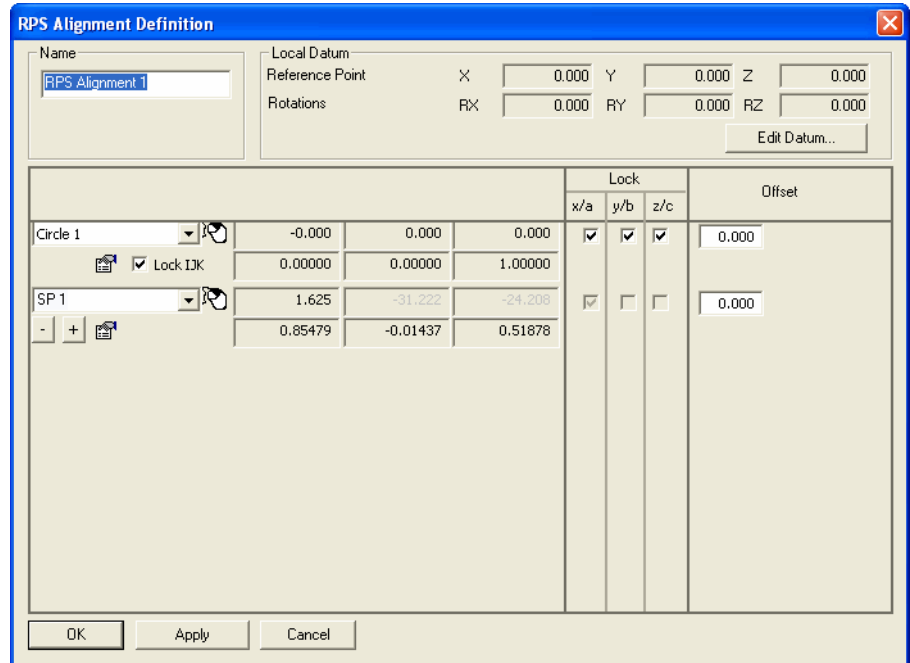 RPS Alignment Definition
Name
RPS Alignment 1
Local Datum
Reference Point X 0.000 Y 0.000 Z 0.000
Rotations RX 0.000 RY 0.000 RZ 0.000
Edit Datum...
Lock
Offset
x/a y/b z/c
Circle 1 -0.000 0.000 0.000 0.000
Lock IJK 0.00000 0.00000 1.00000
SP 1 1.625 -31.222 -24.208 0.000
- + 0.85479 -0.01437 0.51878
OK Apply Cancel